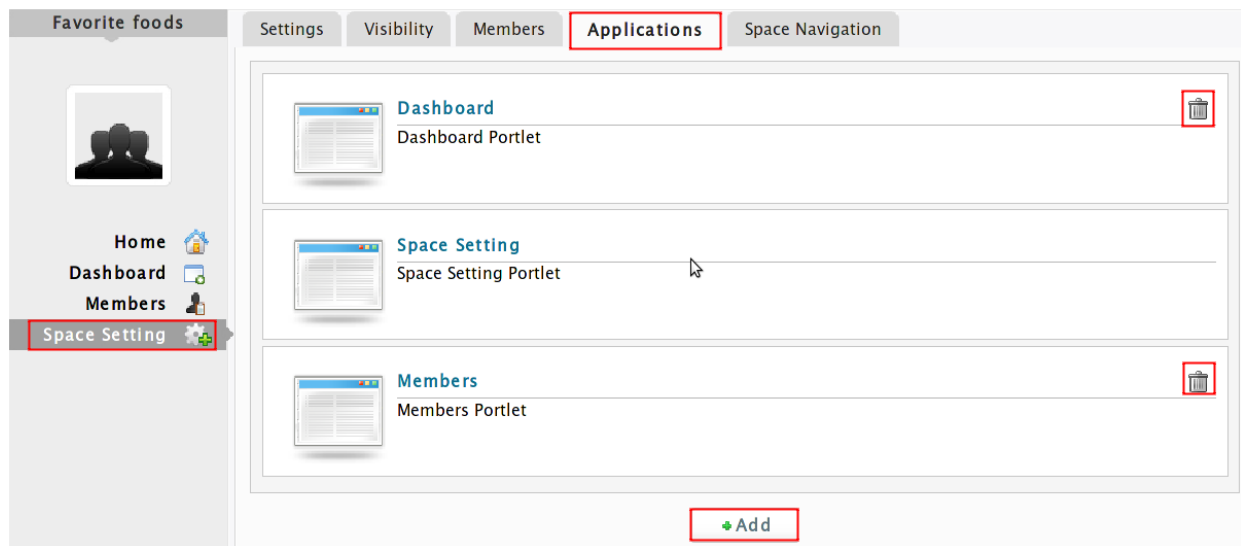 Favorite foods
Settings
Visibility
Members
Applications
Space Navigation
Home
Dashboard
Members
Space Setting
Dashboard
Dashboard Portlet
Space Setting
Space Setting Portlet
Members
Members Portlet
Add